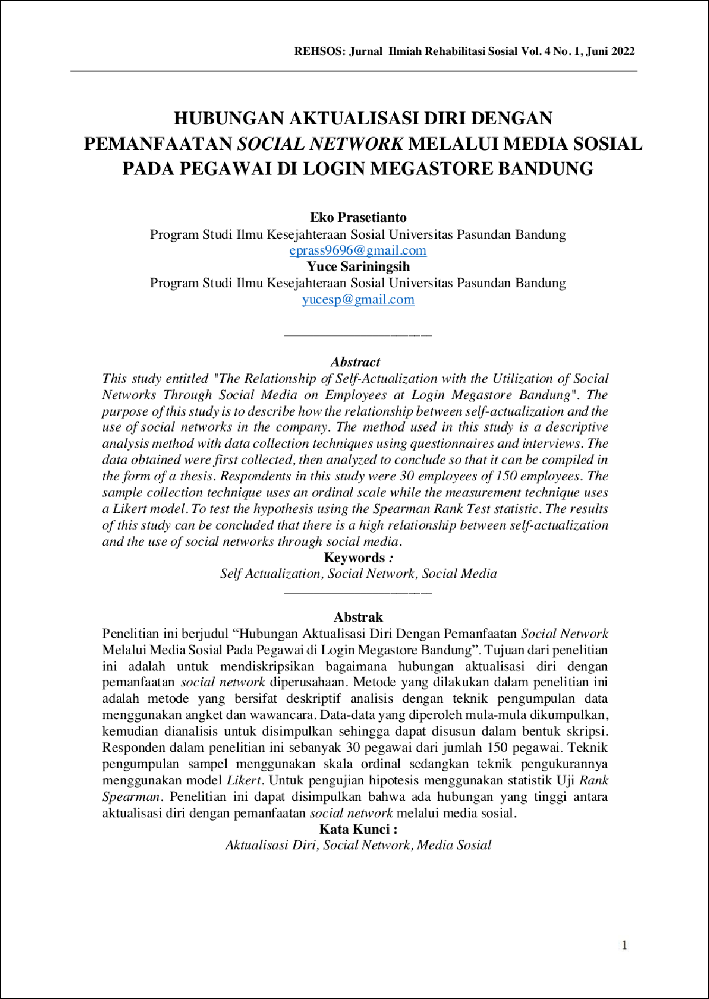 REHSOS: Jurnal Ilmiah Rehabilitasi Sosial Vol. 4 No. 1, Juni 2022
HUBUNGAN AKTUALISASI DIRI DENGAN
PEMANFAATAN SOCIAL NETWORK MELALUI MEDIA SOSIAL
PADA PEGAWAI DI LOGIN MEGASTORE BANDUNG
Eko Prasetianto
Program Studi Ilmu Kesejahteraan Sosial Universitas Pasundan Bandung
eprass9696@gmail.com
Yuce Sariningsih
Program Studi Ilmu Kesejahteraan Sosial Universitas Pasundan Bandung
yucesp@gmail.com
Abstract
This study entitled "The Relationship of Self-Actualization with the Utilization of Social
Networks Through Social Media on Employees at Login Megastore Bandung". The
purpose of this study is to describe how the relationship between self-actualization and the
use of social networks in the company. The method used in this study is a descriptive
analysis method with data collection techniques using questionnaires and interviews. The
data obtained were first collected, then analyzed to conclude so that it can be compiled in
the form of a thesis. Respondents in this study were 30 employees of 150 employees. The
sample collection technique uses an ordinal scale while the measurement technique uses
a Likert model. To test the hypothesis using the Spearman Rank Test statistic. The results
of this study can be concluded that there is a high relationship between self-actualization
and the use of social networks through social media.
Keywords :
Self Actualization, Social Network, Social Media
Abstrak
Penelitian ini berjudul “Hubungan Aktualisasi Diri Dengan Pemanfaatan Social Network
Melalui Media Sosial Pada Pegawai di Login Megastore Bandung”. Tujuan dari penelitian
ini adalah untuk mendiskripsikan bagaimana hubungan aktualisasi diri dengan
pemanfaatan social network diperusahaan. Metode yang dilakukan dalam penelitian ini
adalah metode yang bersifat deskriptif analisis dengan teknik pengumpulan data
menggunakan angket dan wawancara. Data-data yang diperoleh mula-mula dikumpulkan,
kemudian dianalisis untuk disimpulkan sehingga dapat disusun dalam bentuk skripsi.
Responden dalam penelitian ini sebanyak 30 pegawai dari jumlah 150 pegawai. Teknik
pengumpulan sampel menggunakan skala ordinal sedangkan teknik pengukurannya
menggunakan model Likert. Untuk pengujian hipotesis menggunakan statistik Uji Rank
Spearman. Penelitian ini dapat disimpulkan bahwa ada hubungan yang tinggi antara
aktualisasi diri dengan pemanfaatan social network melalui media sosial.
Kata Kunci :
Aktualisasi Diri, Social Network, Media Sosial
1